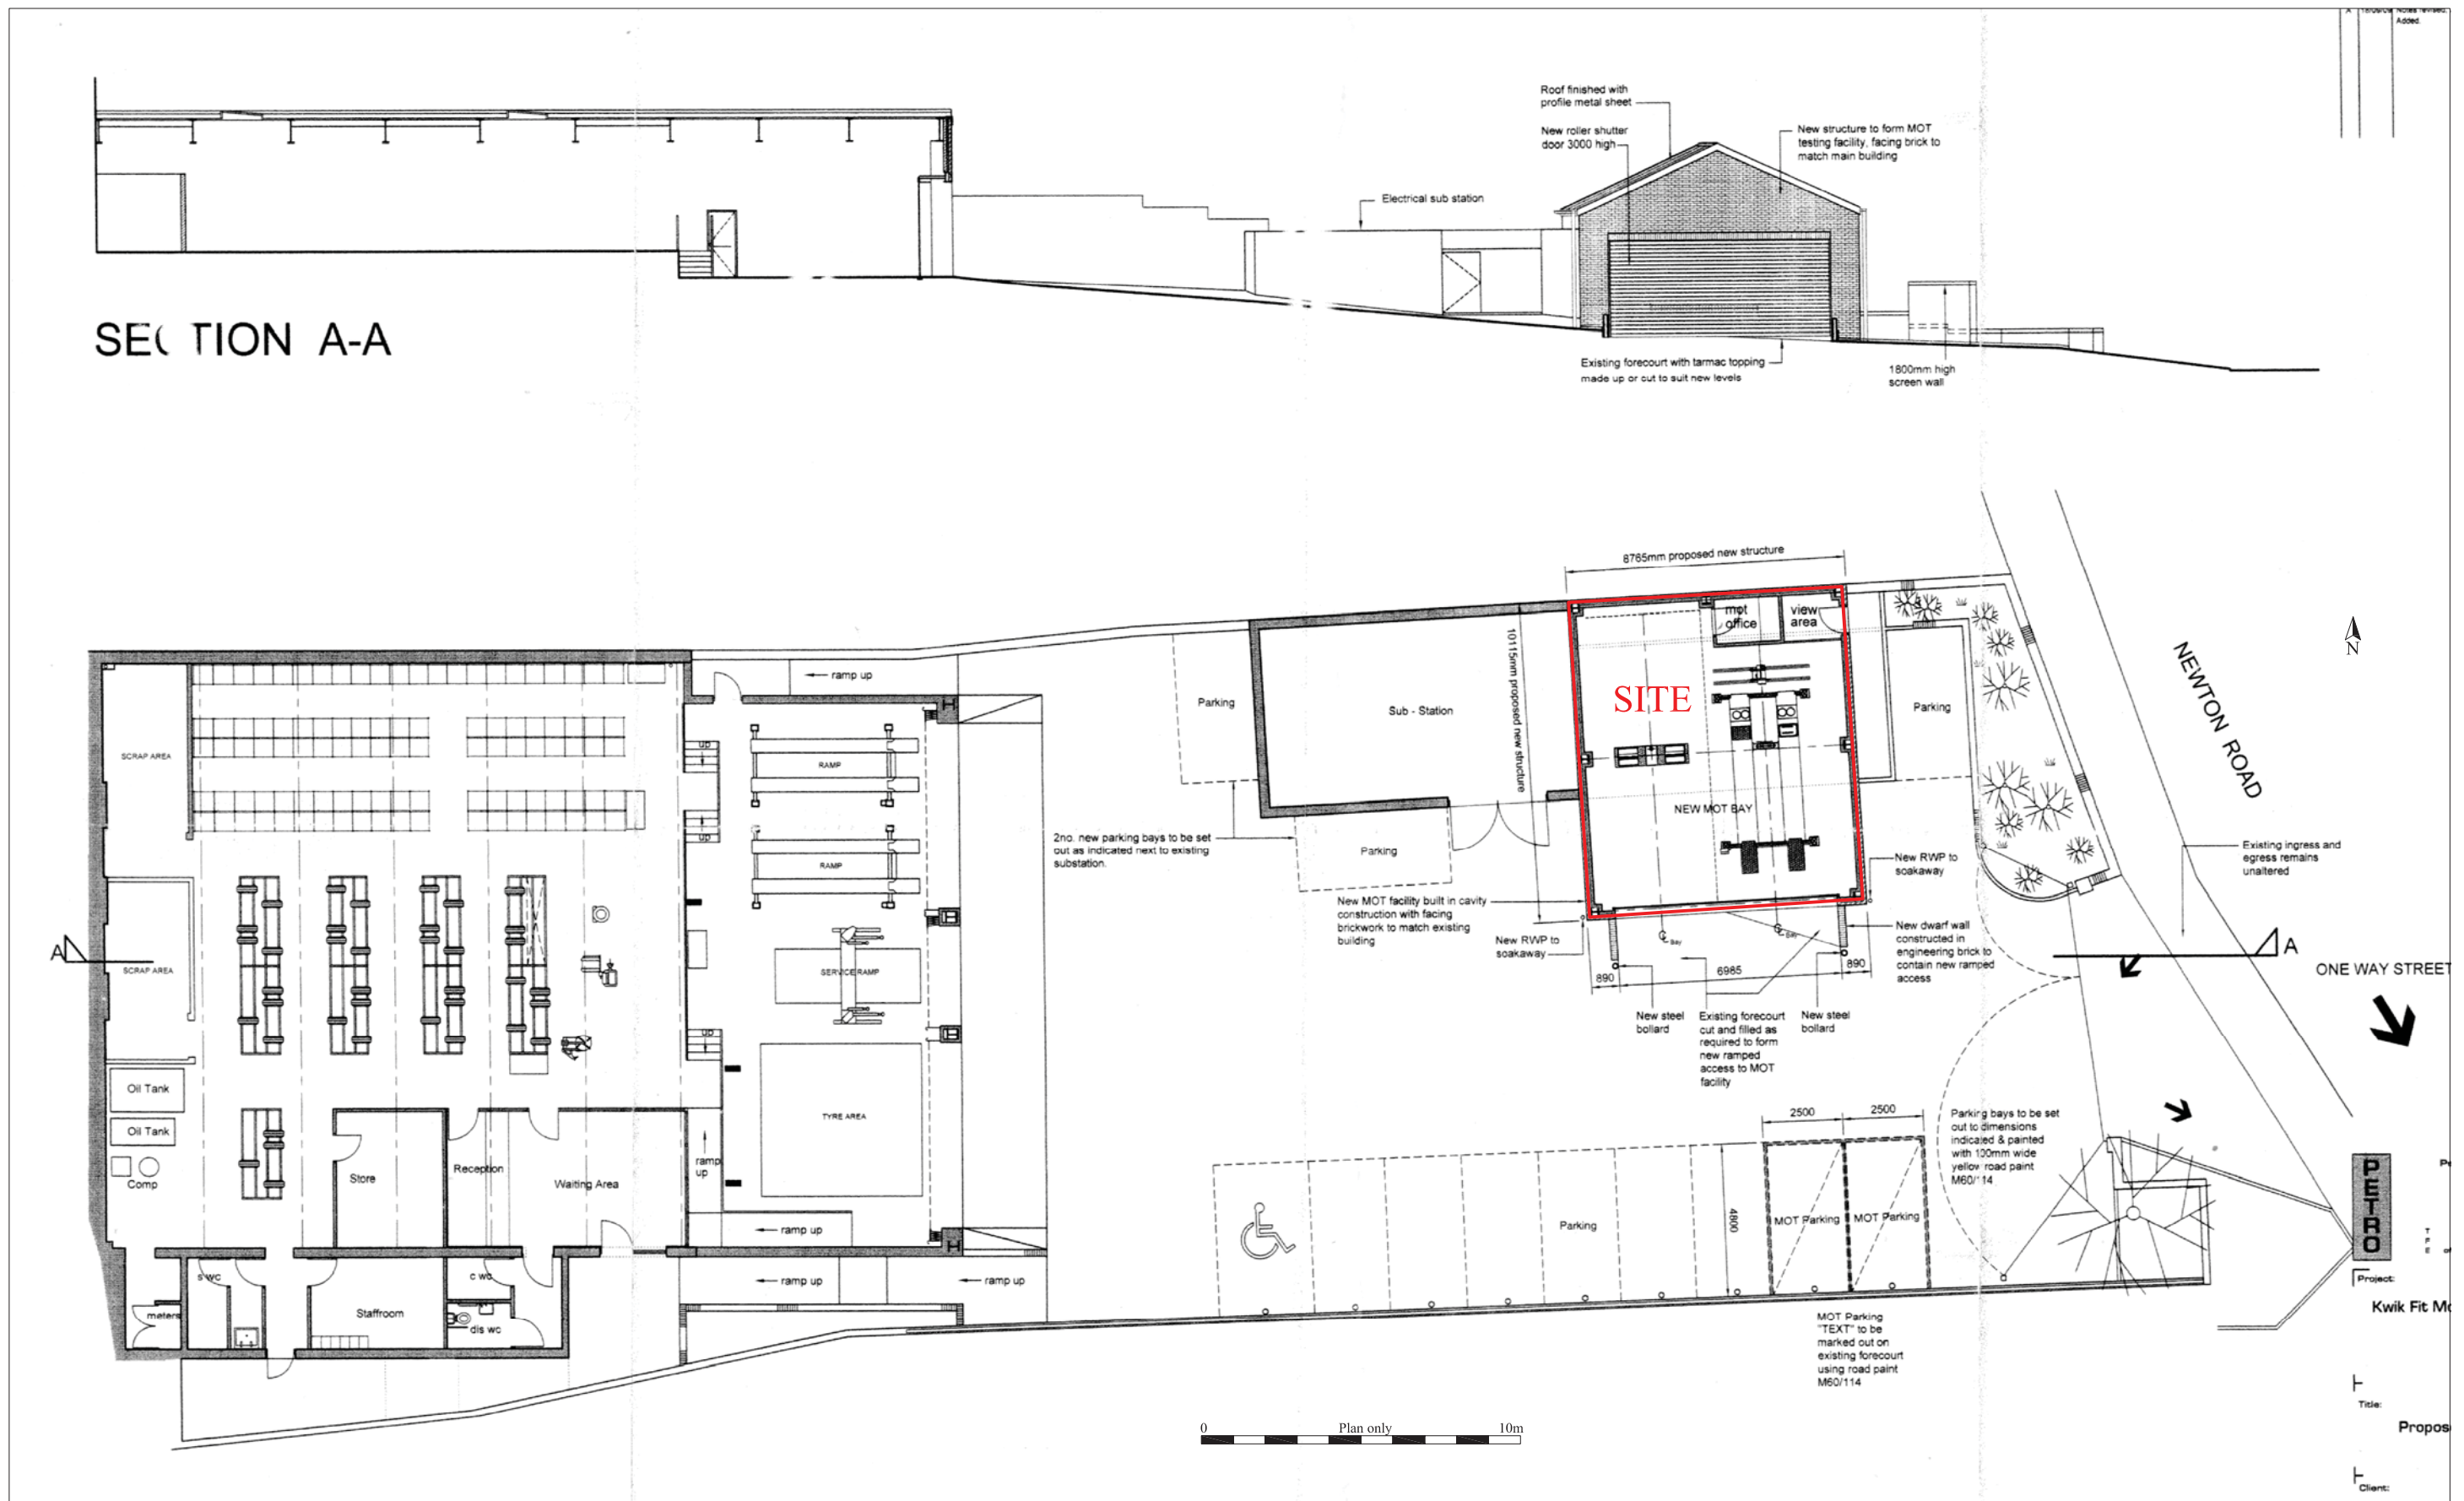 Added.
Roof finished with
profile metal sheet
New roller shutter
door 3000 high
New structure to form MOT
testing facility, facing brick to
match main building
Electrical sub station
SECTION A-A
Existing forecourt with tarmac topping
made up or cut to suit new levels
1800mm high
screen wall
8765mm proposed new structure
10115mm proposed new structure
mot
office
view
area
SITE
NEW MOT BAY
Sub - Station
Parking
Parking
Parking
N
NEWTON ROAD
ramp up
SCRAP AREA
up
RAMP
up
RAMP
2no. new parking bays to be set
out as indicated next to existing
substation.
Existing ingress and
egress remains
unaltered
New RWP to
soakaway
New MOT facility built in cavity
construction with facing
brickwork to match existing
building
New RWP to
soakaway
New dwarf wall
constructed in
engineering brick to
contain new ramped
access
℄ Bay
℄ Bay
A
A
SCRAP AREA
SERVICE RAMP
890
6985
890
ONE WAY STREET
New steel
bollard
Existing forecourt
cut and filled as
required to form
new ramped
access to MOT
facility
New steel
bollard
up
Oil Tank
Oil Tank
Comp
Store
Reception
Waiting Area
ramp
up
TYRE AREA
2500
2500
4800
Parking bays to be set
out to dimensions
indicated & painted
with 100mm wide
yellow road paint
M60/114
Parking
MOT Parking
MOT Parking
PETRO
ramp up
ramp up
ramp up
s wc
c wc
meters
Staffroom
dis wc
Project:
Kwik Fit Mo
MOT Parking
"TEXT" to be
marked out on
existing forecourt
using road paint
M60/114
Title:
Propos
0 Plan only 10m
Client: